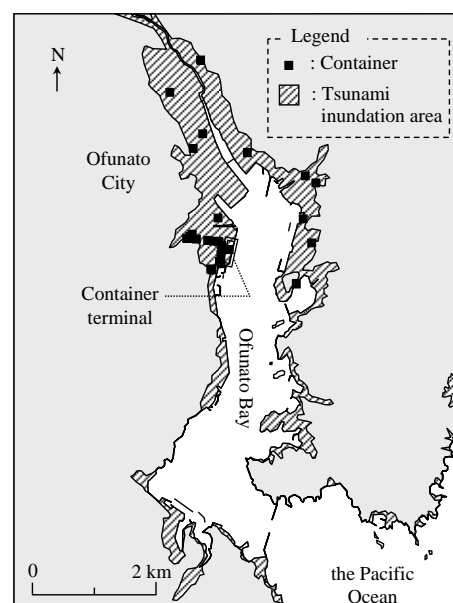 N
Legend
: Container
: Tsunami
inundation area
Ofunato
City
Container
terminal
Ofunato Bay
0
2 km
the Pacific
Ocean